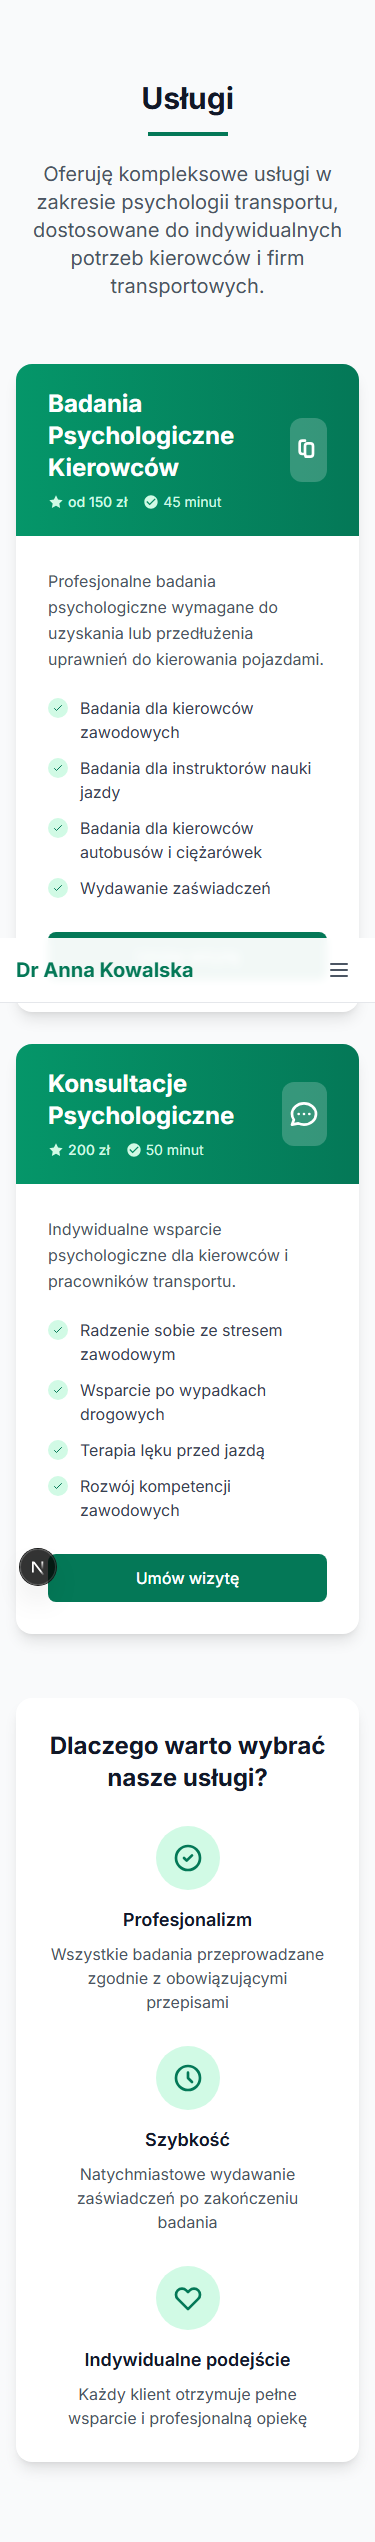 Usługi
Oferuję kompleksowe usługi w
zakresie psychologii transportu,
dostosowane do indywidualnych
potrzeb kierowców i firm
transportowych.
Badania
Psychologiczne
Kierowców
od 150 zł 45 minut
Profesjonalne badania
psychologiczne wymagane do
uzyskania lub przedłużenia
uprawnień do kierowania pojazdami.
Badania dla kierowców
zawodowych
Badania dla instruktorów nauki
jazdy
Badania dla kierowców
autobusów i ciężarówek
Wydawanie zaświadczeń
Dr Anna Kowalska
Konsultacje
Psychologiczne
200 zł 50 minut
Indywidualne wsparcie
psychologiczne dla kierowców i
pracowników transportu.
Radzenie sobie ze stresem
zawodowym
Wsparcie po wypadkach
drogowych
Terapia lęku przed jazdą
Rozwój kompetencji
zawodowych
N
Umów wizytę
Dlaczego warto wybrać
nasze usługi?
Profesjonalizm
Wszystkie badania przeprowadzane
zgodnie z obowiązującymi
przepisami
Szybkość
Natychmiastowe wydawanie
zaświadczeń po zakończeniu
badania
Indywidualne podejście
Każdy klient otrzymuje pełne
wsparcie i profesjonalną opiekę